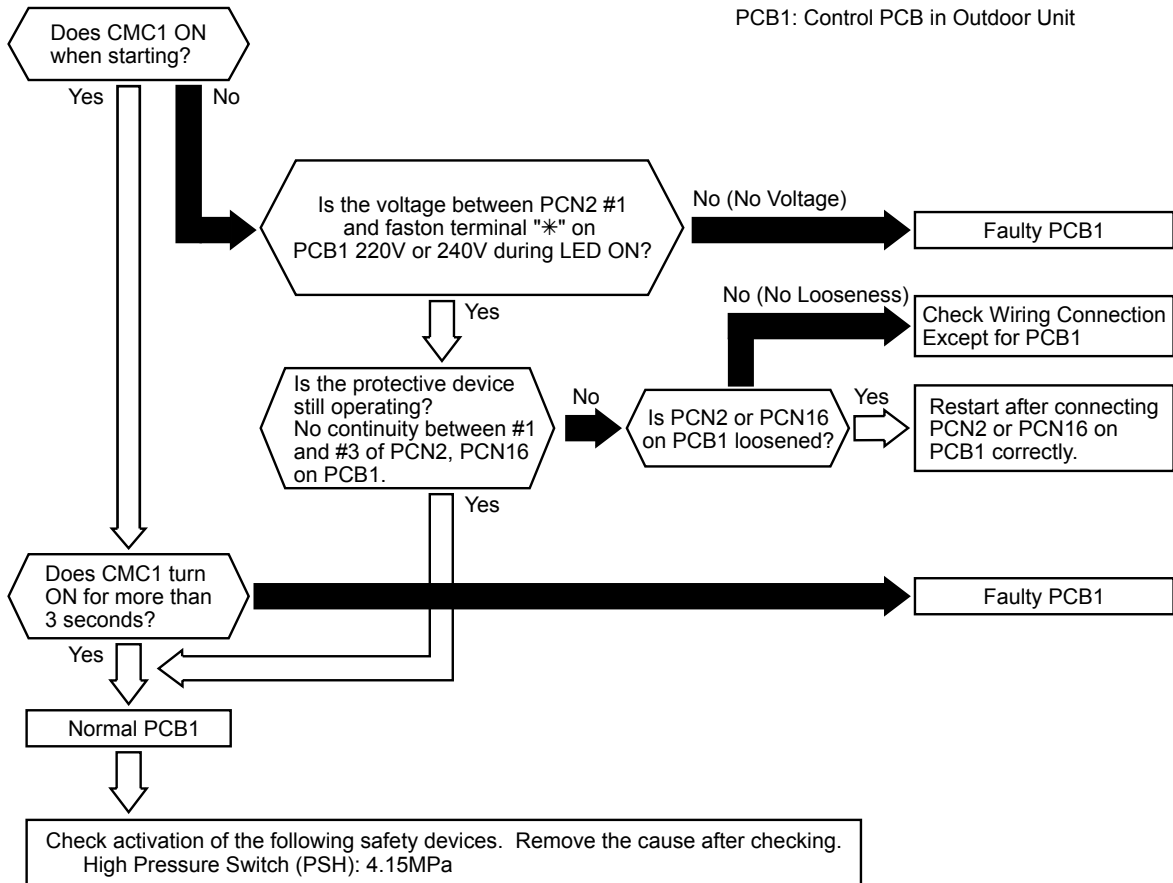 PCB1: Control PCB in Outdoor Unit
Does CMC1 ON
when starting?
Yes
No
Is the voltage between PCN2 #1
and faston terminal "✳" on
PCB1 220V or 240V during LED ON?
No (No Voltage)
Faulty PCB1
Yes
No (No Looseness)
Check Wiring Connection
Except for PCB1
Is the protective device
still operating?
No continuity between #1
and #3 of PCN2, PCN16
on PCB1.
No
Is PCN2 or PCN16
on PCB1 loosened?
Yes
Restart after connecting
PCN2 or PCN16 on
PCB1 correctly.
Yes
Does CMC1 turn
ON for more than
3 seconds?
Faulty PCB1
Yes
Normal PCB1
Check activation of the following safety devices.  Remove the cause after checking.
High Pressure Switch (PSH): 4.15MPa